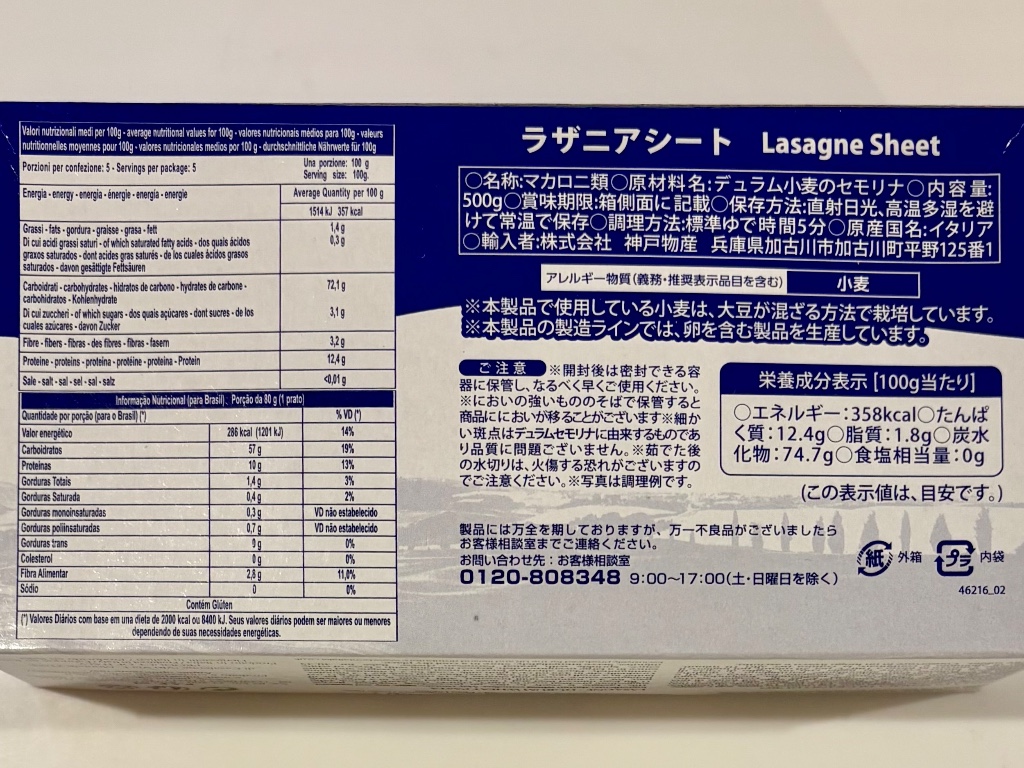 Valori nutrizionali medi per 100g - average nutritional values for 100g - valores nutricionais médios para 100g - valeurs
nutritionnelles moyennes pour 100g - valores nutricionales medios por 100 g - durchschnittliche Nährwerte für 100g
Porzioni per confezione: 5 - Servings per package: 5
Una porzione: 100 g
Serving size: 100g.
Energia - energy - energia - énergie - energía - energie
Average Quantity per 100 g
1514 kJ 357 kcal
Grassi - fats - gordura - graisse - grasa - fett
1,4 g
Di cui acidi grassi saturi - of which saturated fatty acids - dos quais ácidos
0,3 g
graxos saturados - dont acides gras saturés - de los cuales ácidos grasos
saturados - davon gesättigte Fettsäuren
Carboidrati - carbohydrates - hidratos de carbono - hydrates de carbone -
72,1 g
carbohidratos - Kohlenhydrate
Di cui zuccheri - of which sugars - dos quais açúcares - dont sucres - de los
3,1 g
cuales azúcares - davon Zucker
Fibre - fibers - fibras - des fibres - fibras - fasern
3,2 g
Proteine - proteins - proteína - protéine - proteína - Protein
12,4 g
Sale - salt - sal - sel - sal - salz
<0,01 g
Informação Nutricional (para Brasil), Porção da 80 g (1 prato)
Quantidade por porção (para o Brasil) (*)
% VD (*)
Valor energético 286 kcal (1201 kJ) 14%
Carboidratos 57 g 19%
Proteínas 10 g 13%
Gorduras Totais 1,4 g 3%
Gorduras Saturada 0,4 g 2%
Gorduras monoinsaturadas 0,3 g VD não estabelecido
Gorduras poliinsaturadas 0,7 g VD não estabelecido
Gorduras trans 0 g 0%
Colesterol 0 g 0%
Fibra Alimentar 2,8 g 11,0%
Sódio 0 0%
Contém Glúten
(*) Valores Diários com base em una dieta de 2000 kcal ou 8400 kJ. Seus valores diários podem ser maiores ou menores
dependendo de suas necessidades energéticas.
ラザニアシート Lasagne Sheet
○名称:マカロニ類○原材料名:デュラム小麦のセモリナ○内容量:
500g○賞味期限:箱側面に記載○保存方法:直射日光、高温多湿を避
けて常温で保存○調理方法:標準ゆで時間5分○原産国名:イタリア
○輸入者:株式会社 神戸物産 兵庫県加古川市加古川町平野125番1
アレルギー物質(義務・推奨表示品目を含む) 小麦
※本製品で使用している小麦は、大豆が混ざる方法で栽培しています。
※本製品の製造ラインでは、卵を含む製品を生産しています。
ご注意 ※開封後は密封できる容
器に保管し、なるべく早くご使用ください。
※においの強いもののそばで保管すると
商品ににおいが移ることがございます※細か
い斑点はデュラムセモリナに由来するものであ
り品質に問題ございません。※茹でた後
の水切りは、火傷する恐れがございますの
でご注意ください。※写真は調理例です。
栄養成分表示 [100g当たり]
○エネルギー:358kcal○たんぱ
く質:12.4g○脂質:1.8g○炭水
化物:74.7g○食塩相当量:0g
(この表示値は、目安です。)
製品には万全を期しておりますが、万一不良品がございましたら
お客様相談室までご連絡ください。
お問い合わせ先:お客様相談室
0120-808348 9:00~17:00(土・日曜日を除く)
紙 外箱 プラ 内袋
46216_02